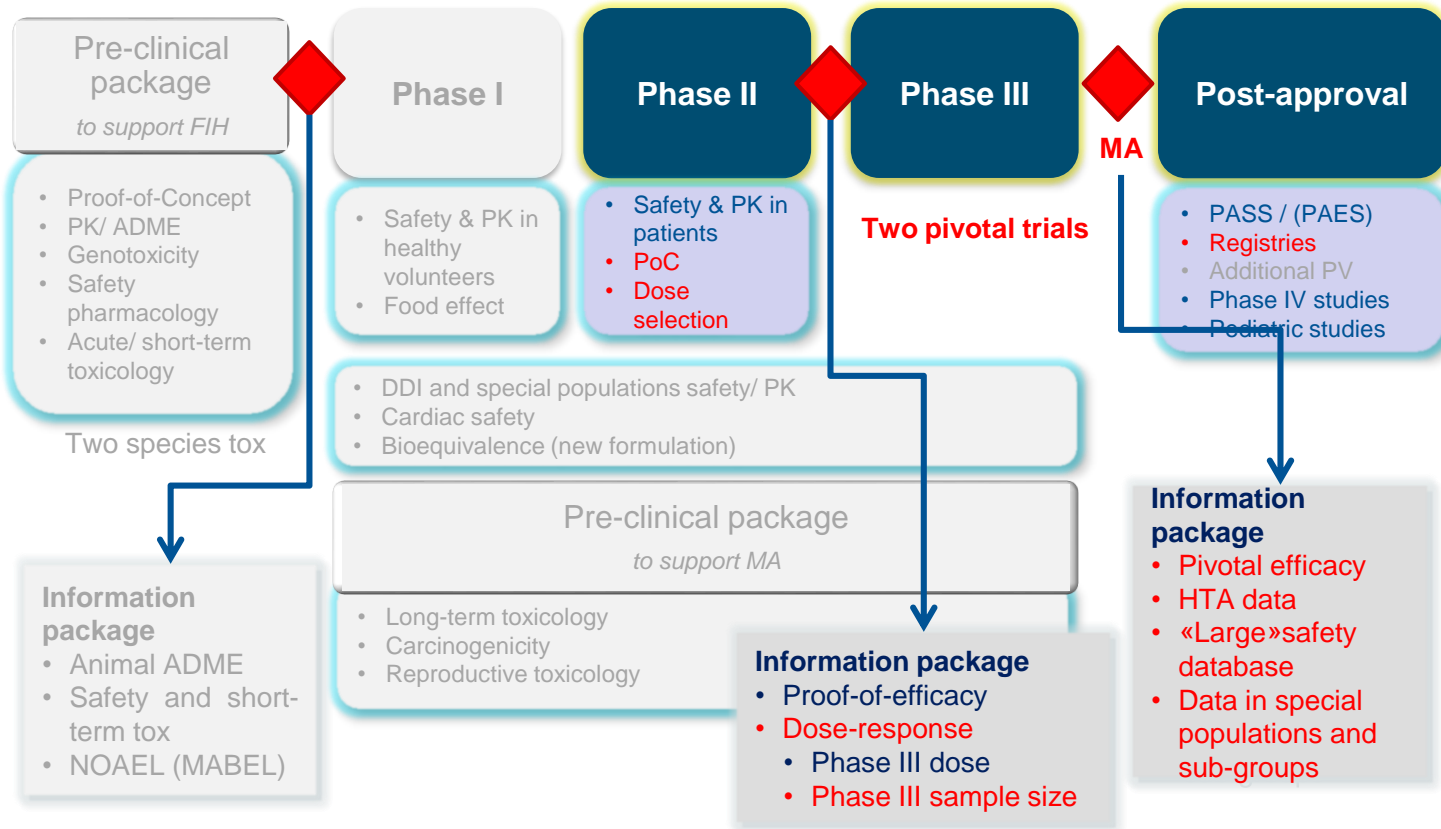 Pre-clinical
package
to support FIH
Phase I
Phase II
Phase III
Post-approval
MA
• Proof-of-Concept
• PK/ ADME
• Genotoxicity
• Safety
pharmacology
• Acute/ short-term
toxicology
Two species tox
• Safety & PK in
healthy
volunteers
• Food effect
• Safety & PK in
patients
• PoC
• Dose
selection
Two pivotal trials
• PASS / (PAES)
• Registries
• Additional PV
• Phase IV studies
• Pediatric studies
• DDI and special populations safety/ PK
• Cardiac safety
• Bioequivalence (new formulation)
Pre-clinical package
to support MA
• Long-term toxicology
• Carcinogenicity
• Reproductive toxicology
Information
package
• Animal ADME
• Safety and short-
term tox
• NOAEL (MABEL)
Information package
• Proof-of-efficacy
• Dose-response
• Phase III dose
• Phase III sample size
Information
package
• Pivotal efficacy
• HTA data
• «Large»safety
database
• Data in special
populations and
sub-groups